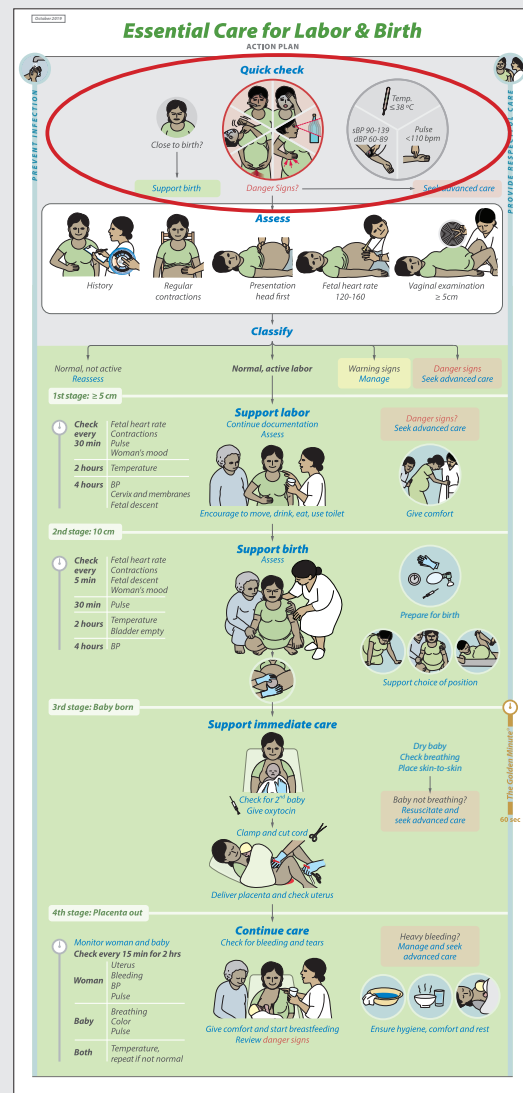 October 2019
Essential Care for Labor & Birth
ACTION PLAN
PREVENT INFECTION
PROVIDE RESPECTFUL CARE
Quick check
Close to birth?
Support birth
Danger Signs?
Temp.
≤38 ºC
sBP 90-139
dBP 60-89
Pulse
<110 bpm
Seek advanced care
Assess
History
Regular
contractions
Presentation
head first
Fetal heart rate
120-160
Vaginal examination
≥ 5cm
Classify
Normal, not active
Reassess
Normal, active labor
Warning signs
Manage
Danger signs
Seek advanced care
1st stage: ≥ 5 cm
Check
every
30 min
Fetal heart rate
Contractions
Pulse
Woman's mood
2 hours
Temperature
4 hours
BP
Cervix and membranes
Fetal descent
Support labor
Continue documentation
Assess
Encourage to move, drink, eat, use toilet
Danger signs?
Seek advanced care
Give comfort
2nd stage: 10 cm
Check
every
5 min
Fetal heart rate
Contractions
Fetal descent
Woman's mood
30 min
Pulse
2 hours
Temperature
Bladder empty
4 hours
BP
Support birth
Assess
Prepare for birth
Support choice of position
3rd stage: Baby born
Support immediate care
Check for 2nd baby
Give oxytocin
Clamp and cut cord
Deliver placenta and check uterus
Dry baby
Check breathing
Place skin-to-skin
Baby not breathing?
Resuscitate and
seek advanced care
The Golden Minute®
60 sec
4th stage: Placenta out
Monitor woman and baby
Check every 15 min for 2 hrs
Woman
Uterus
Bleeding
BP
Pulse
Baby
Breathing
Color
Pulse
Both
Temperature,
repeat if not normal
Continue care
Check for bleeding and tears
Give comfort and start breastfeeding
Review danger signs
Heavy bleeding?
Manage and seek
advanced care
Ensure hygiene, comfort and rest